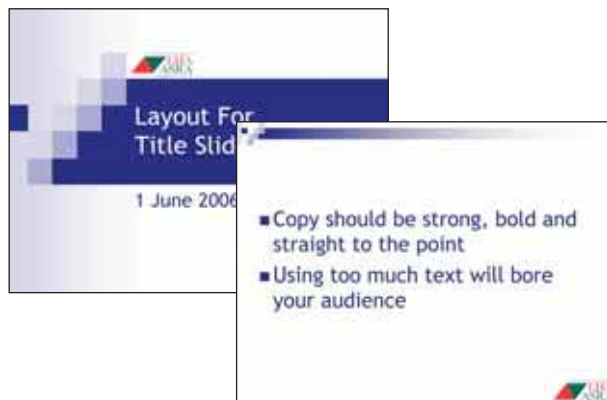 Layout For
Title Slid
1 June 2006
■Copy should be strong, bold and
straight to the point
■Using too much text will bore
your audience